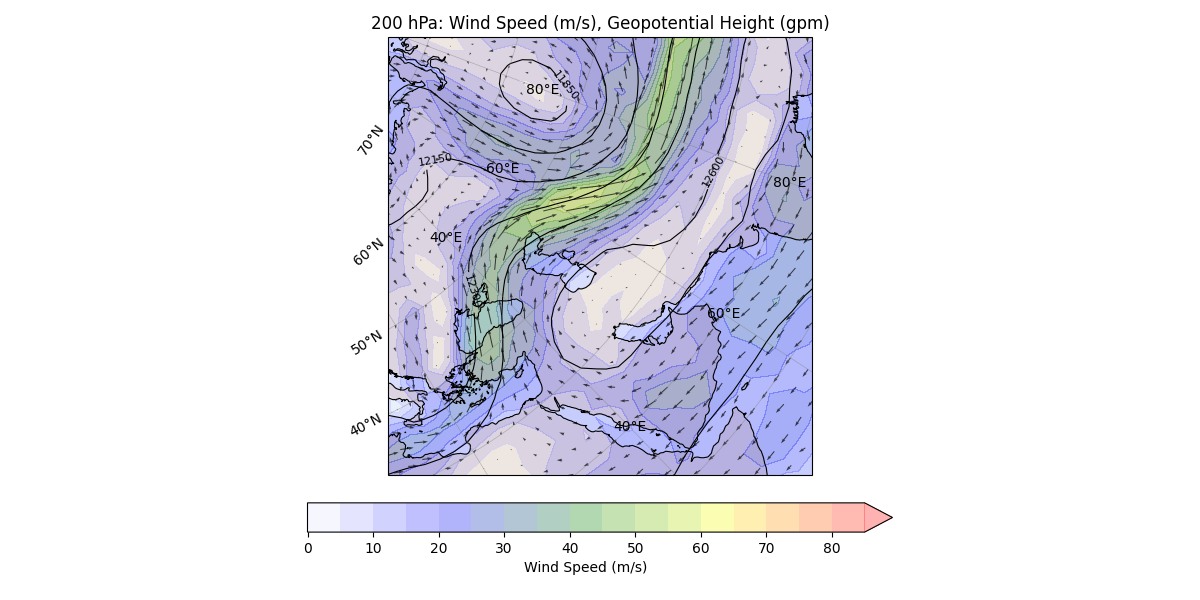 200 hPa: Wind Speed (m/s), Geopotential Height (gpm)
80°E
11850
70°N
12150
60°E
12600
80°E
40°E
60°N
12300
60°E
50°N
40°N
40°E
0 10 20 30 40 50 60 70 80
Wind Speed (m/s)